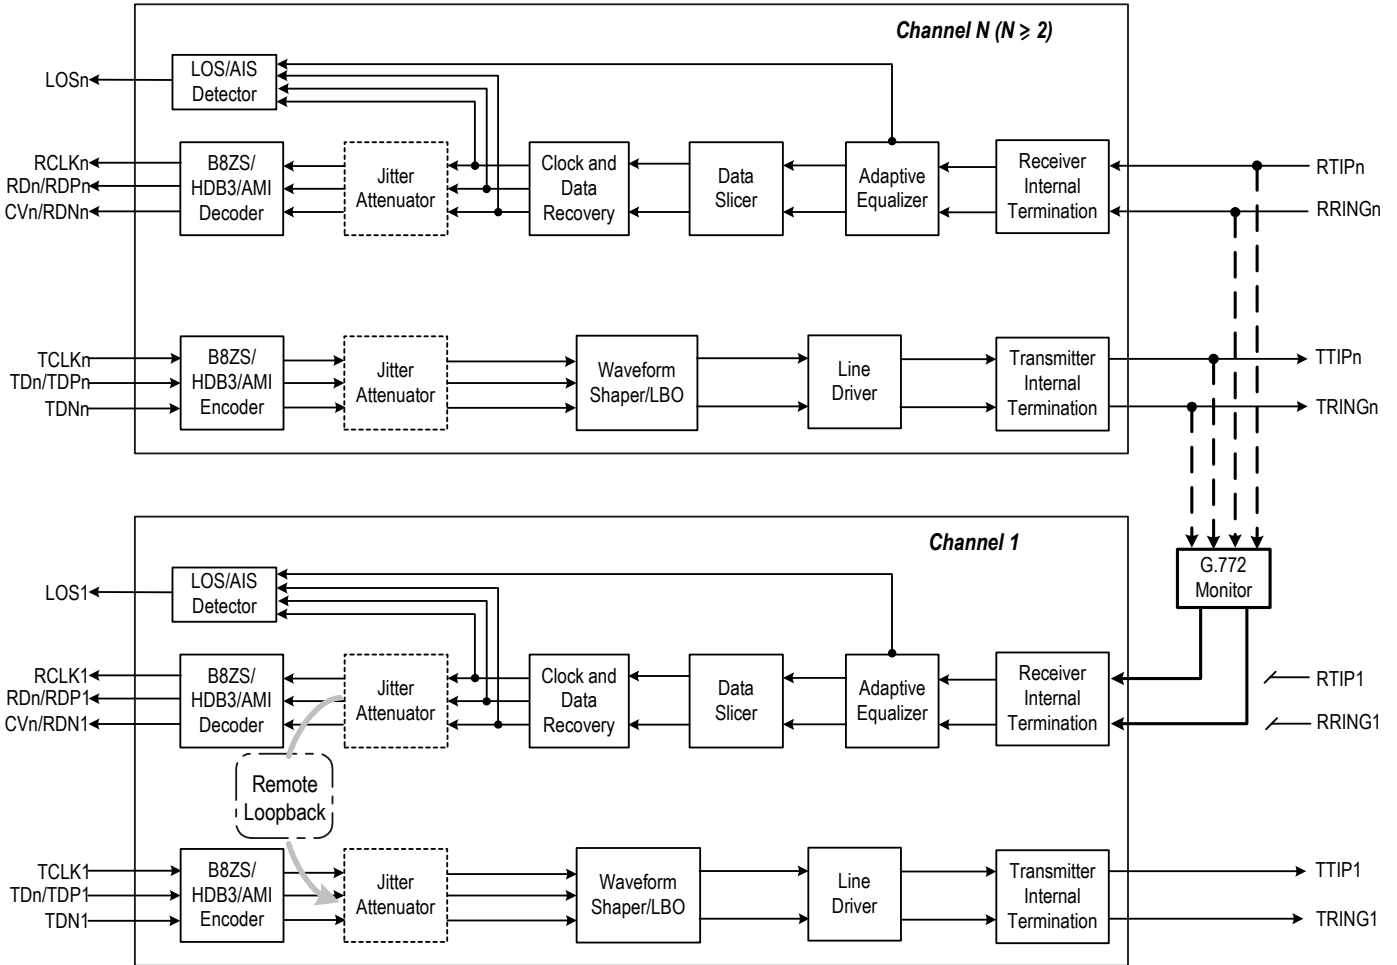 Channel N (N ≥ 2)
LOSn
LOS/AIS
Detector
RCLKn
RDn/RDPn
CVn/RDNn
B8ZS/
HDB3/AMI
Decoder
Jitter
Attenuator
Clock and
Data
Recovery
Data
Slicer
Adaptive
Equalizer
Receiver
Internal
Termination
RTIPn
RRINGn
TCLKn
TDn/TDPn
TDNn
B8ZS/
HDB3/AMI
Encoder
Jitter
Attenuator
Waveform
Shaper/LBO
Line
Driver
Transmitter
Internal
Termination
TTIPn
TRINGn
Channel 1
G.772
Monitor
LOS1
LOS/AIS
Detector
RCLK1
RDn/RDP1
CVn/RDN1
B8ZS/
HDB3/AMI
Decoder
Jitter
Attenuator
Clock and
Data
Recovery
Data
Slicer
Adaptive
Equalizer
Receiver
Internal
Termination
RTIP1
RRING1
Remote
Loopback
TCLK1
TDn/TDP1
TDN1
B8ZS/
HDB3/AMI
Encoder
Jitter
Attenuator
Waveform
Shaper/LBO
Line
Driver
Transmitter
Internal
Termination
TTIP1
TRING1